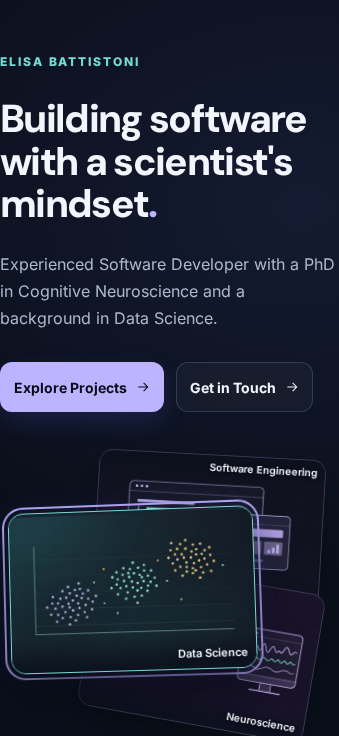 ELISA BATTISTONI
Building software
with a scientist's
mindset.
Experienced Software Developer with a PhD
in Cognitive Neuroscience and a
background in Data Science.
Explore Projects →
Get in Touch →
Software Engineering
Data Science
Neuroscience